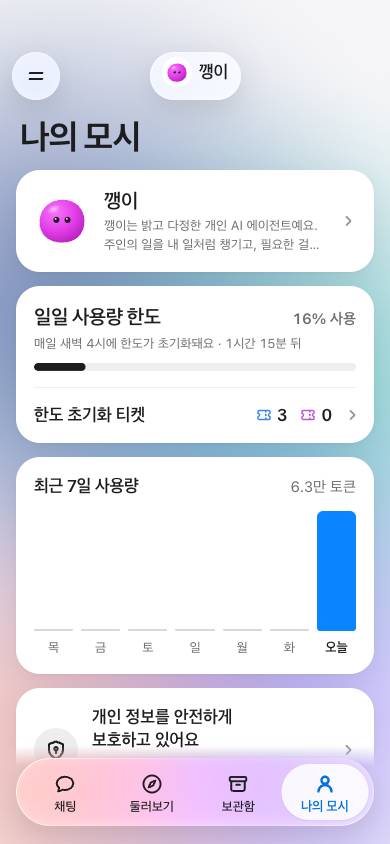 깽이
나의 모시
깽이
깽이는 밝고 다정한 개인 AI 에이전트예요.
주인의 일을 내 일처럼 챙기고, 필요한 걸...
일일 사용량 한도
16% 사용
매일 새벽 4시에 한도가 초기화돼요 · 1시간 15분 뒤
한도 초기화 티켓
3
0
최근 7일 사용량
6.3만 토큰
목 금 토 일 월 화 오늘
개인 정보를 안전하게
보호하고 있어요
채팅 둘러보기 보관함 나의 모시